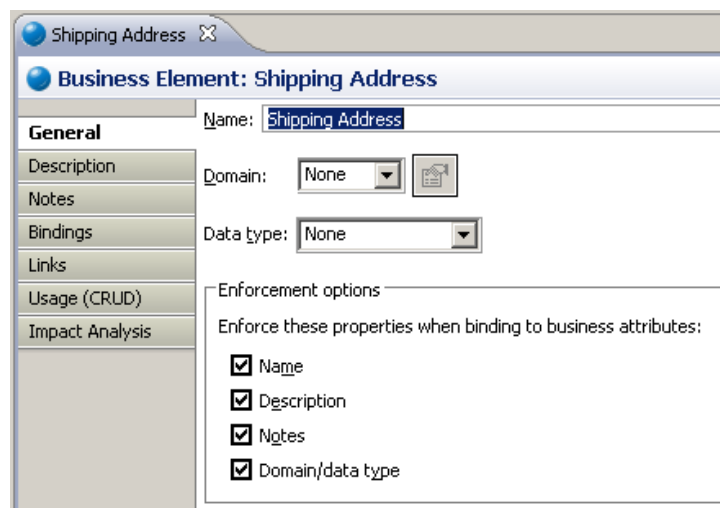 Shipping Address
Business Element: Shipping Address
General
Description
Notes
Bindings
Links
Usage (CRUD)
Impact Analysis
Name: Shipping Address
Domain: None
Data type: None
Enforcement options
Enforce these properties when binding to business attributes:
Name
Description
Notes
Domain/data type